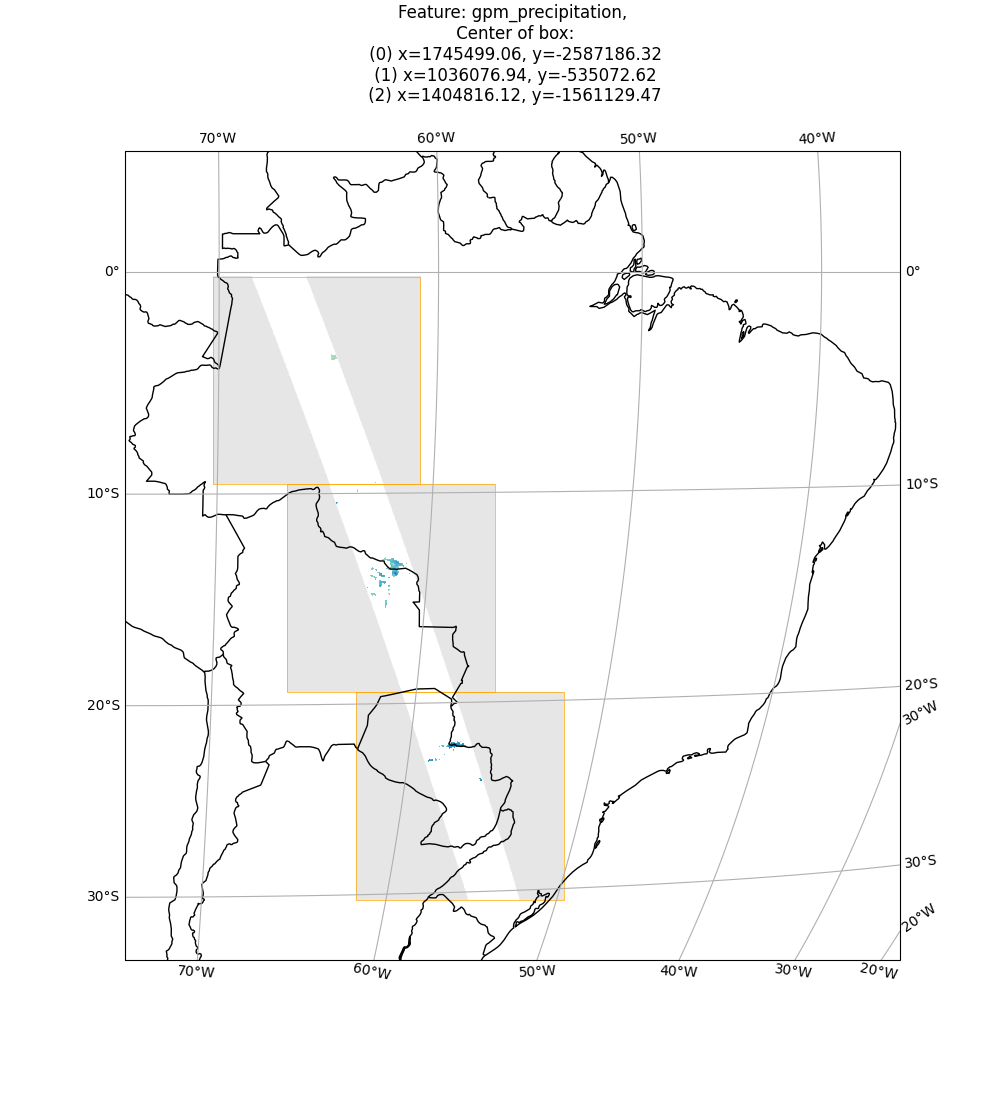 Feature: gpm_precipitation,
Center of box:
(0) x=1745499.06, y=-2587186.32
(1) x=1036076.94, y=-535072.62
(2) x=1404816.12, y=-1561129.47
70°W 60°W 50°W 40°W
0° 0°
10°S 10°S
20°S 20°S
30°W
30°S 30°S
20°W
70°W 60°W 50°W 40°W 30°W 20°W